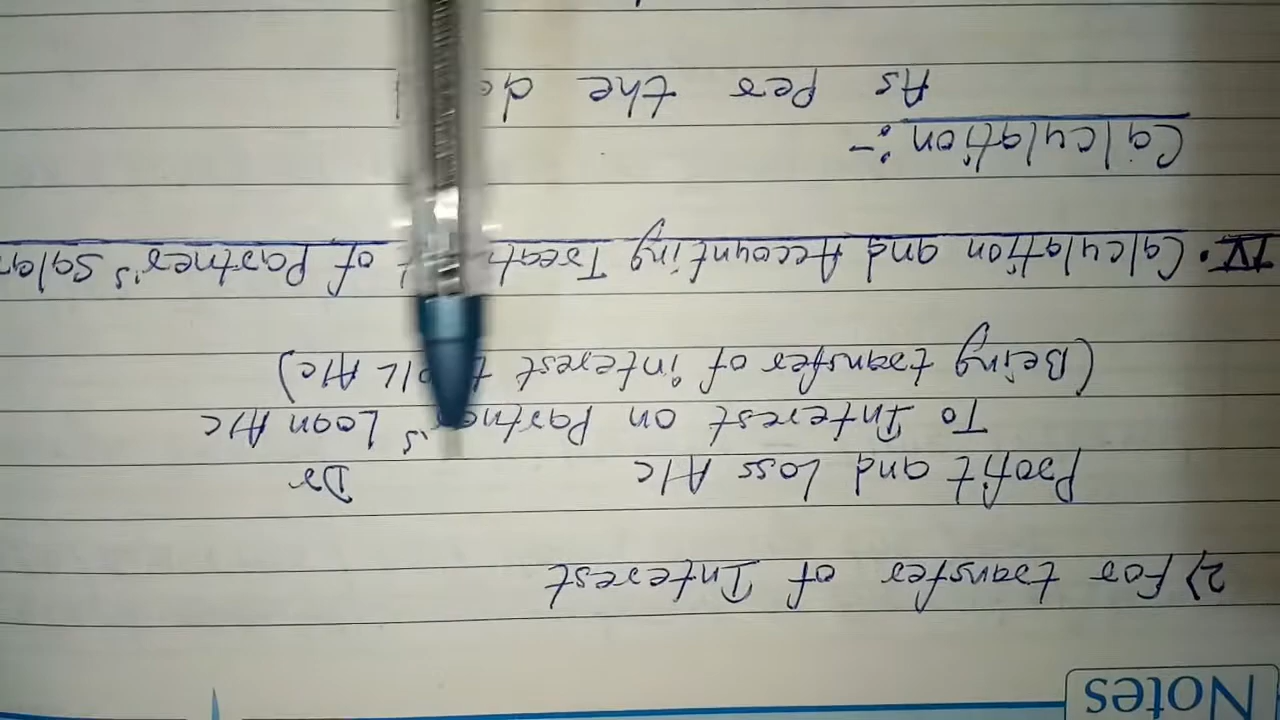 Notes
2) For transfer of Interest
Profit and Loss A/c Dr
To Interest on Partner's Loan A/c
(Being transfer of interest P/L A/c)
IV. Calculation and Accounting of Partner's
Calculation :-
As Per the